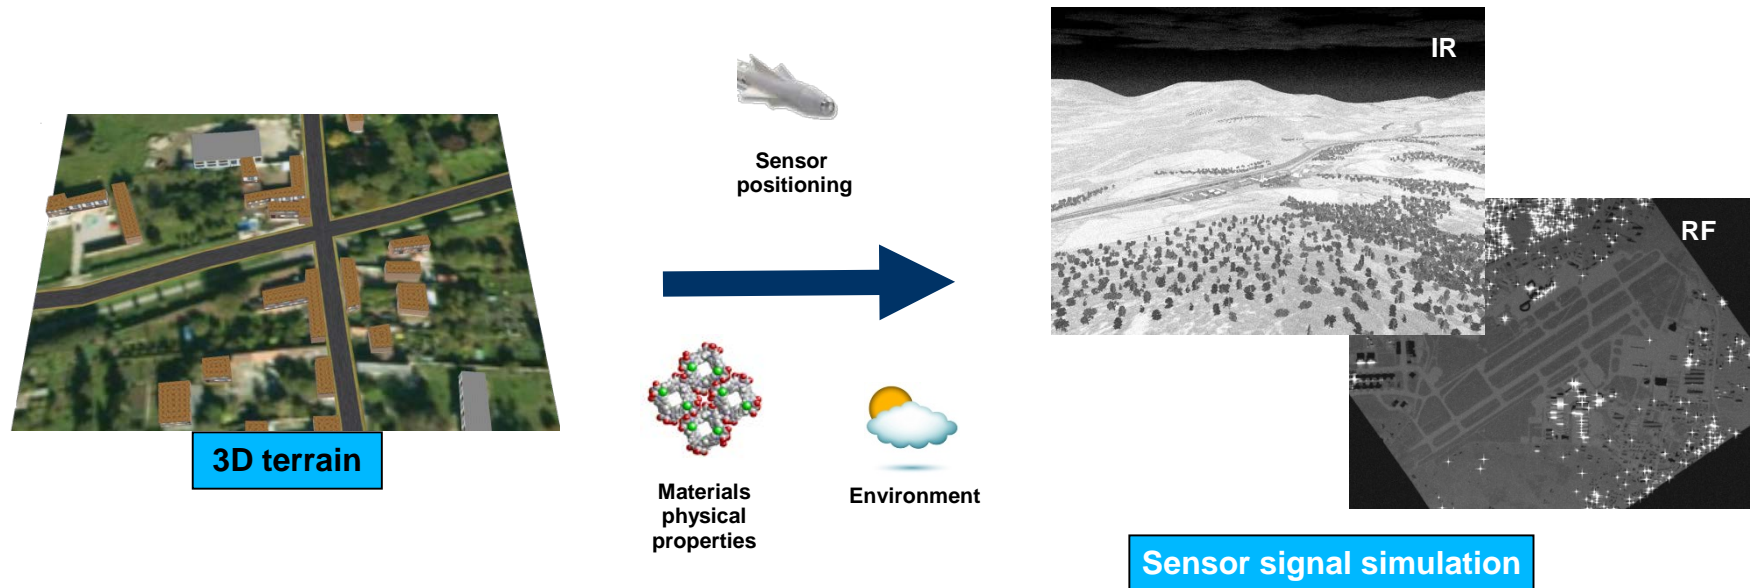 3D terrain
Sensor
positioning
Materials
physical
properties
Environment
IR
RF
Sensor signal simulation